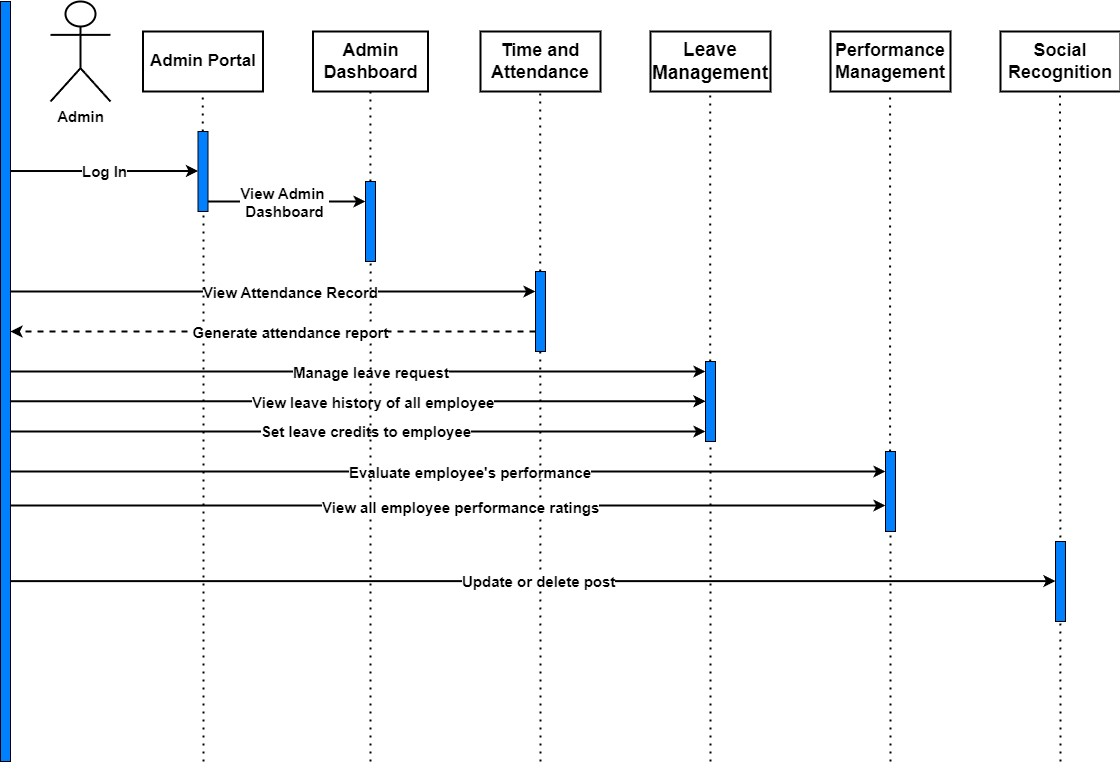 Admin
Admin Portal
Admin
Dashboard
Time and
Attendance
Leave
Management
Performance
Management
Social
Recognition
Log In
View Admin
Dashboard
View Attendance Record
Generate attendance report
Manage leave request
View leave history of all employee
Set leave credits to employee
Evaluate employee's performance
View all employee performance ratings
Update or delete post